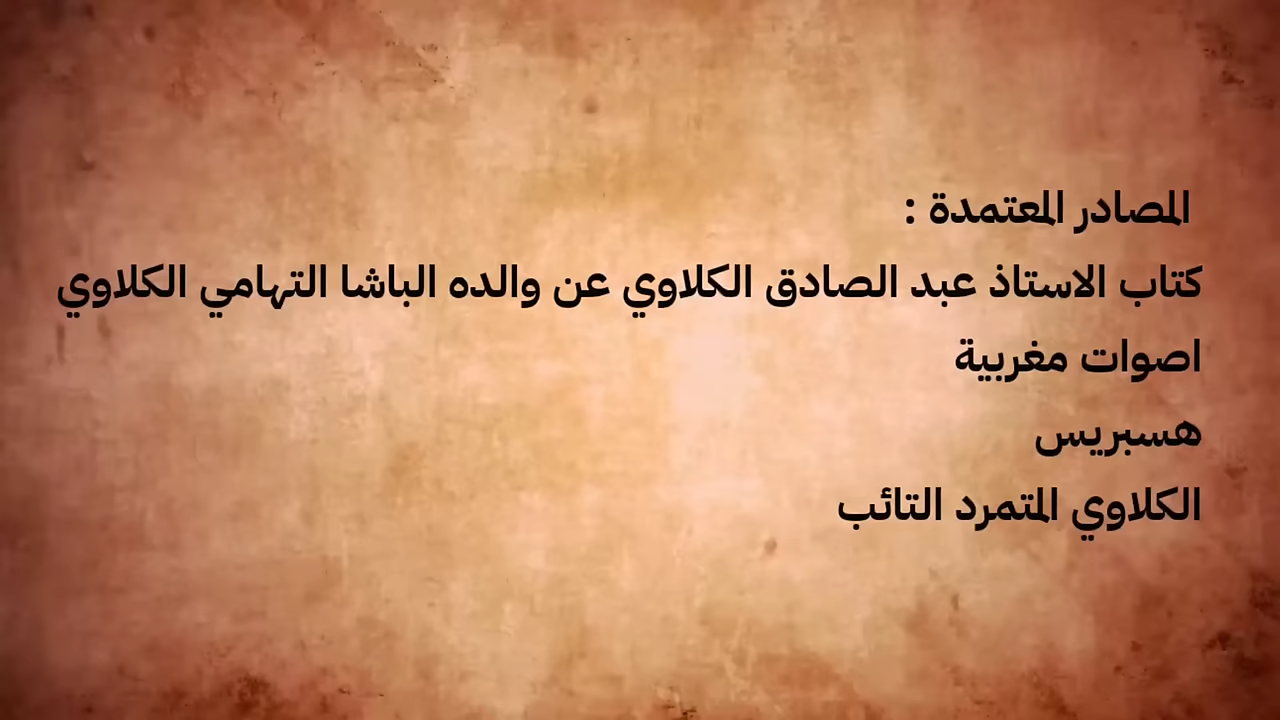 المصادر المعتمدة :
كتاب الاستاذ عبد الصادق الكلاوي عن والده الباشا التهامي الكلاوي
اصوات مغربية
هسبريس
الكلاوي المتمرد التائب